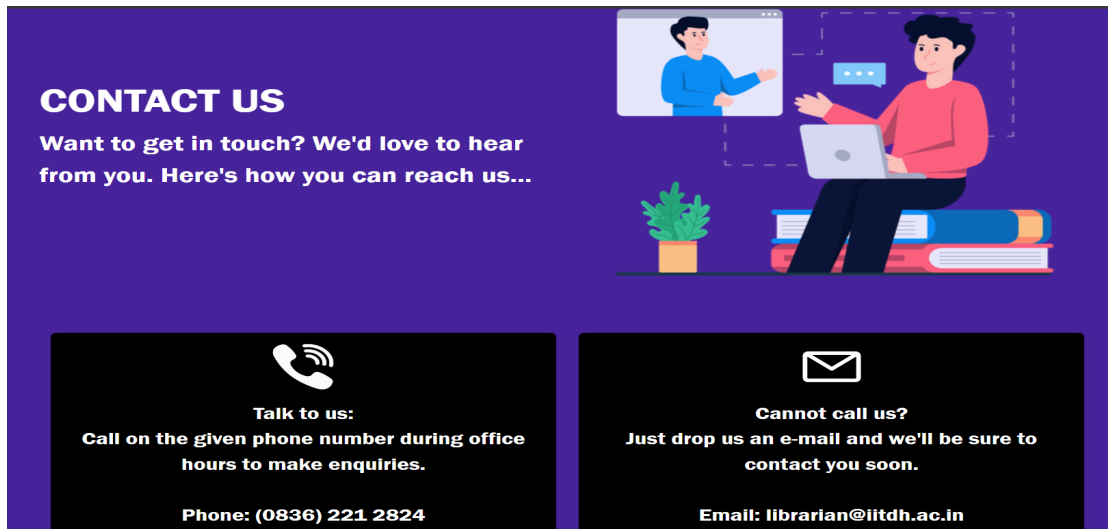 CONTACT US
Want to get in touch? We'd love to hear
from you. Here's how you can reach us...
Talk to us:
Call on the given phone number during office
hours to make enquiries.
Phone: (0836) 221 2824
Cannot call us?
Just drop us an e-mail and we'll be sure to
contact you soon.
Email: librarian@iitdh.ac.in